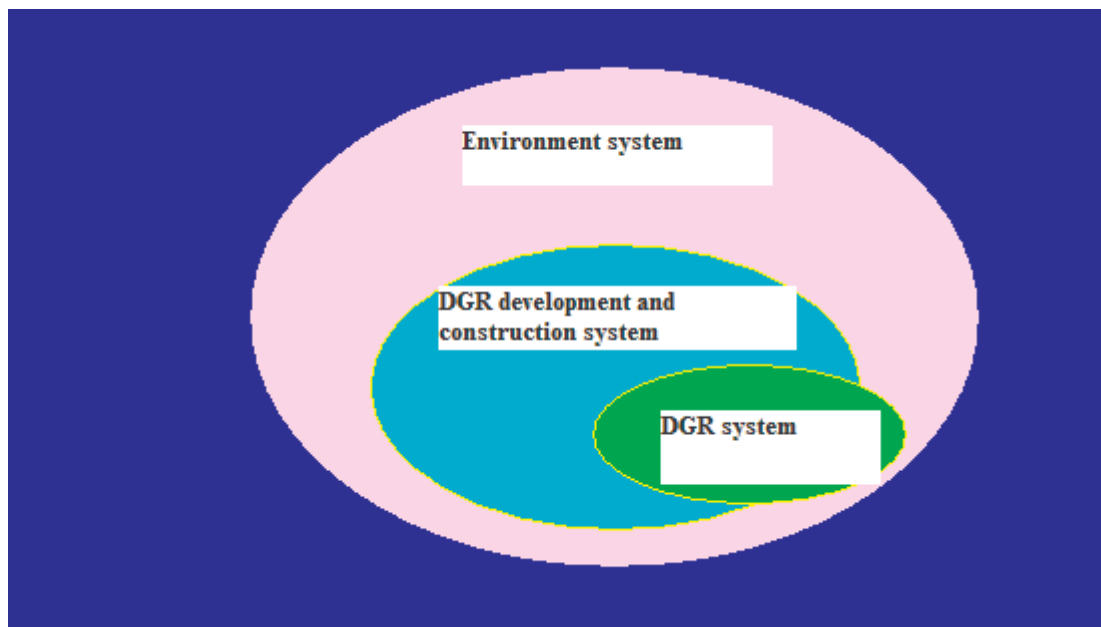 Environment system
DGR development and
construction system
DGR system